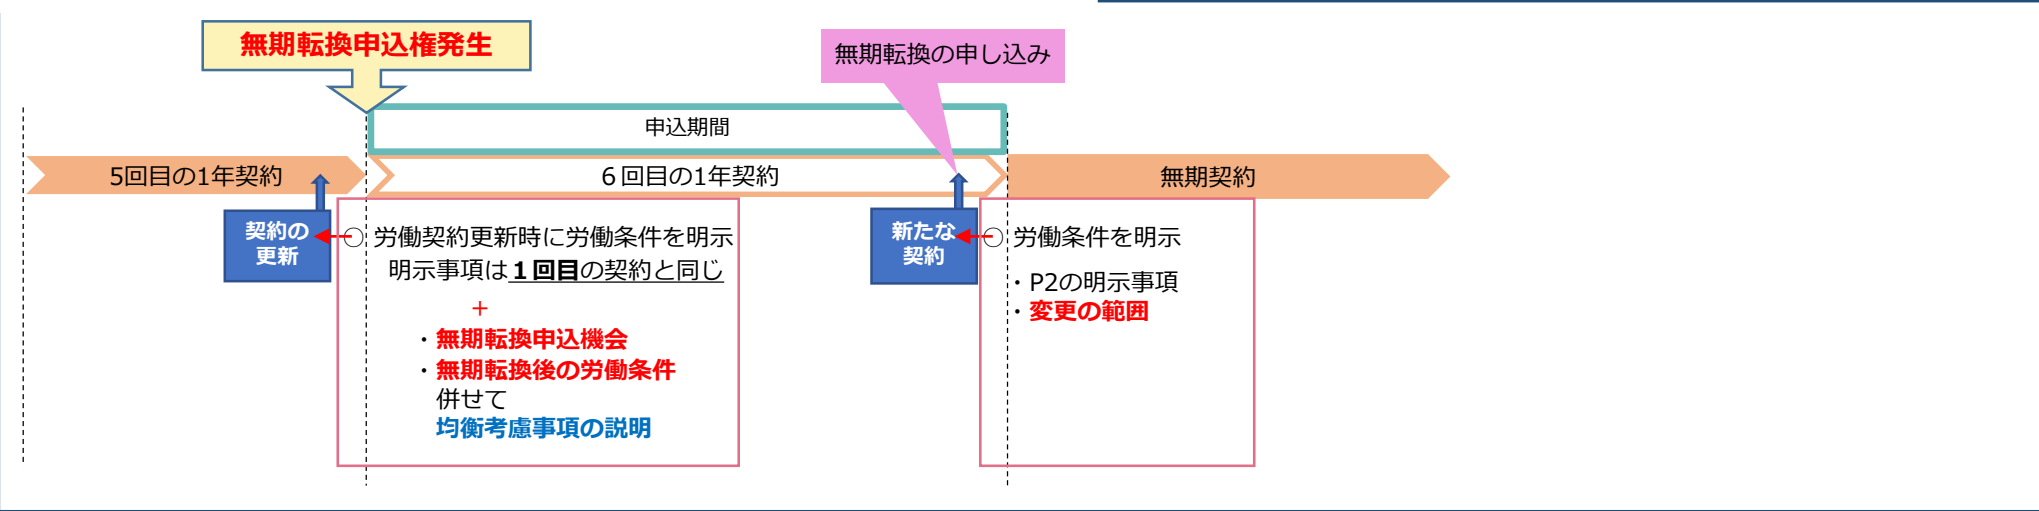 無期転換申込権発生
無期転換の申し込み
申込期間
5回目の1年契約
６回目の1年契約
無期契約
契約の
更新
○ 労働契約更新時に労働条件を明示
明示事項は１回目の契約と同じ
＋
・無期転換申込機会
・無期転換後の労働条件
併せて
均衡考慮事項の説明
新たな
契約
○ 労働条件を明示
・P2の明示事項
・変更の範囲